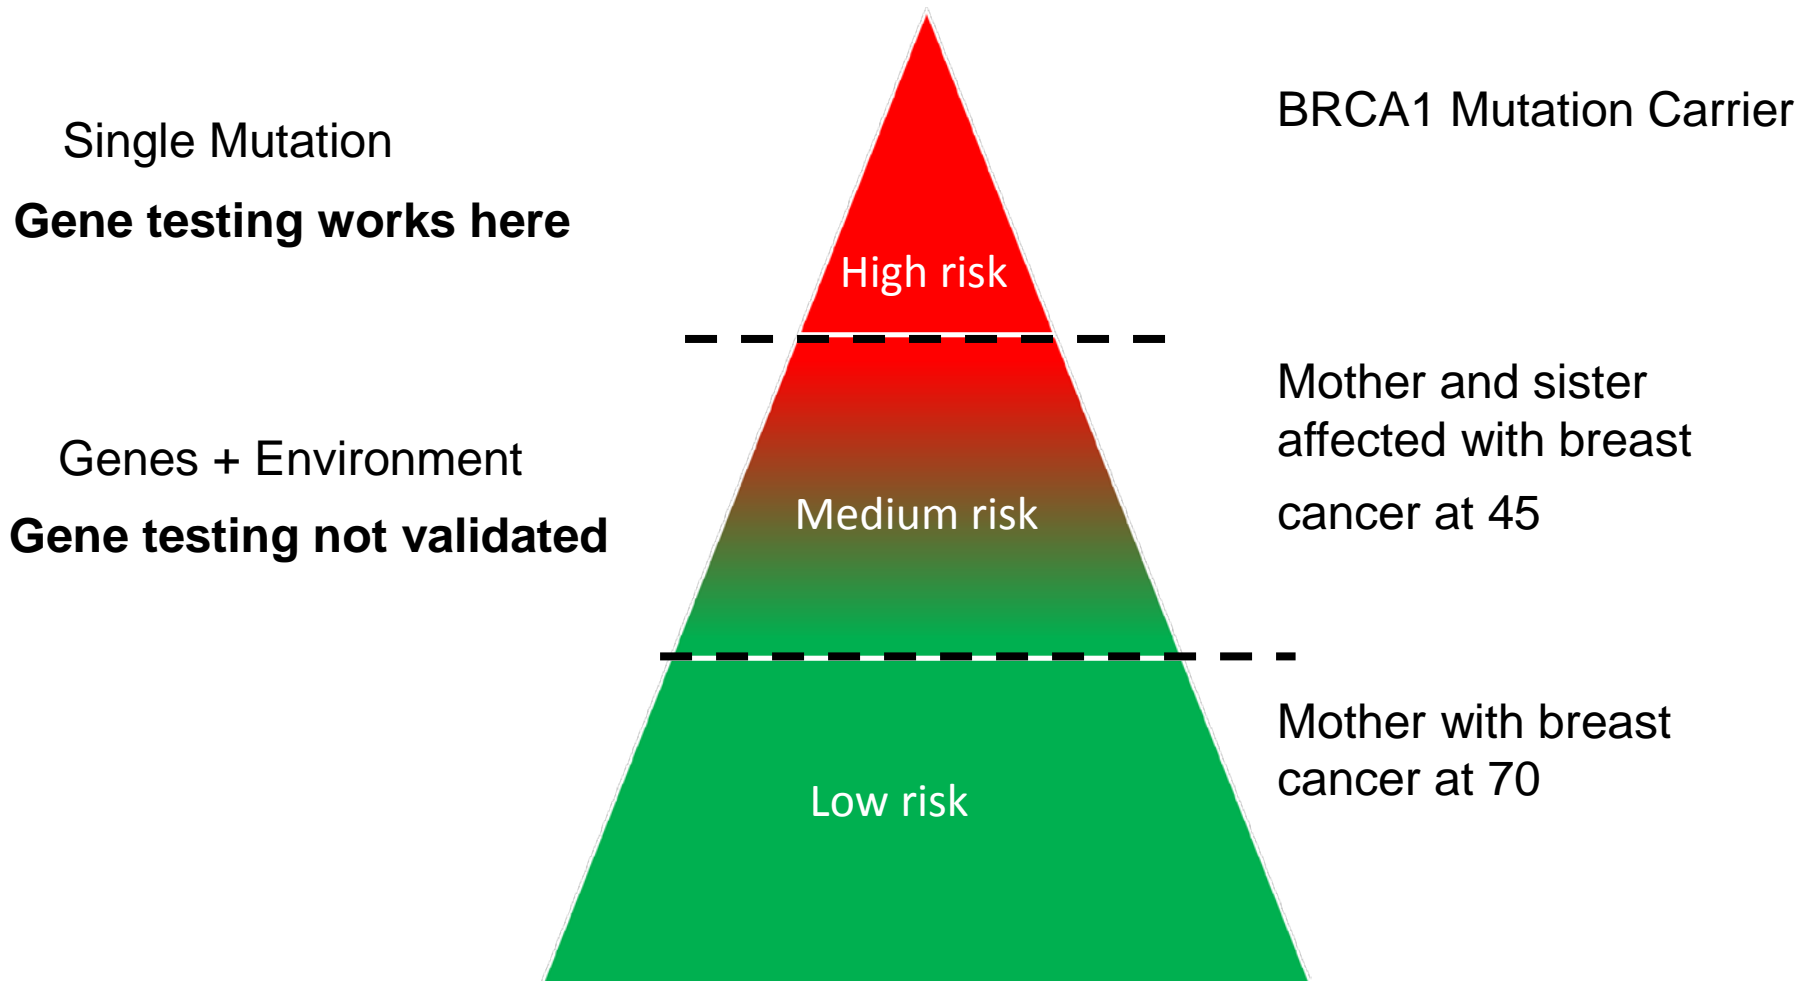 BRCA1 Mutation Carrier
Single Mutation
Gene testing works here
High risk
Mother and sister
affected with breast
cancer at 45
Genes + Environment
Gene testing not validated
Medium risk
Mother with breast
cancer at 70
Low risk